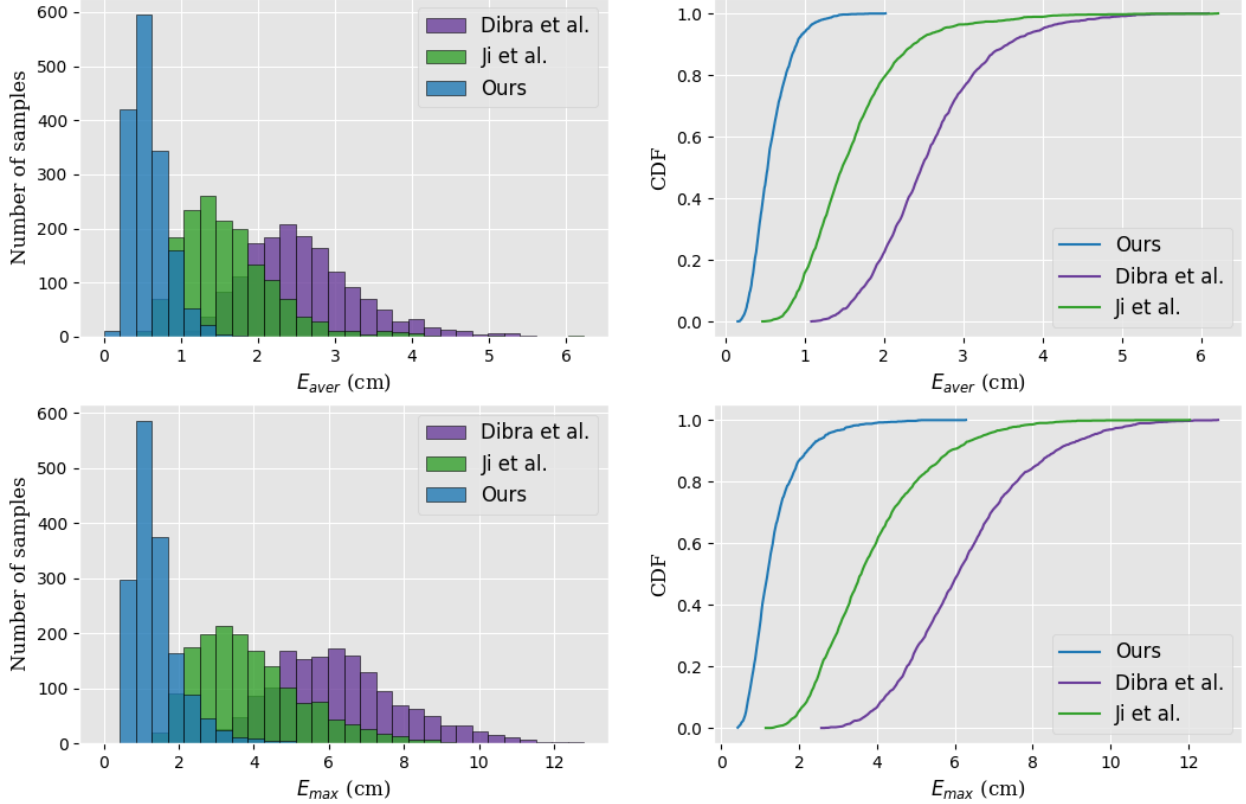 Number of samples
600
500
400
300
200
100
0
Dibra et al.
Ji et al.
Ours
0 1 2 3 4 5 6
E_aver (cm)
CDF
1.0
0.8
0.6
0.4
0.2
0.0
Ours
Dibra et al.
Ji et al.
0 1 2 3 4 5 6
E_aver (cm)
Number of samples
600
500
400
300
200
100
0
Dibra et al.
Ji et al.
Ours
0 2 4 6 8 10 12
E_max (cm)
CDF
1.0
0.8
0.6
0.4
0.2
0.0
Ours
Dibra et al.
Ji et al.
0 2 4 6 8 10 12
E_max (cm)